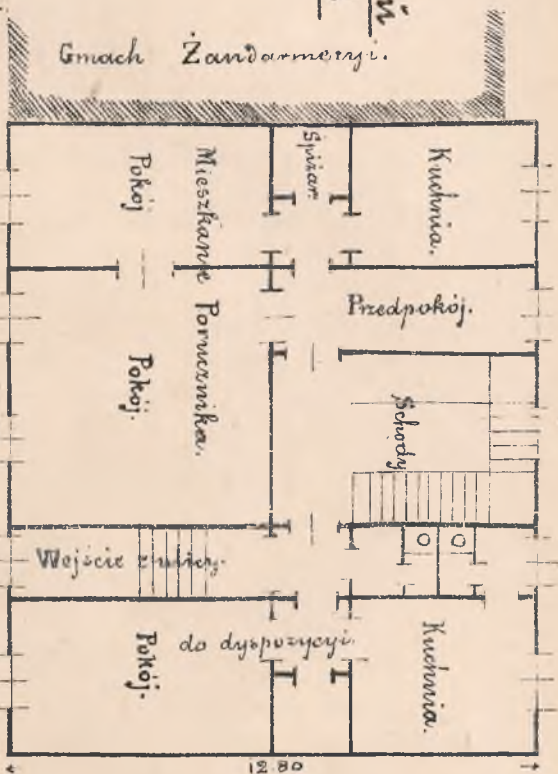 Gmach Żandarmeryi.
Pokój
Mieszkanie Porucznika.
Spiżar
Kuchnia.
Przedpokój.
Pokój.
Schody
Wejście z ulicy.
do dyspozycyi.
Pokój.
Kuchnia.
12.80